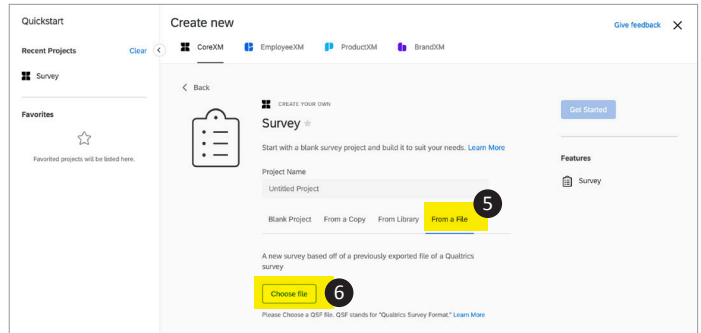 Quickstart
Recent Projects
Clear
Survey
Favorites
Favorited projects will be listed here.
Create new
Give feedback
CoreXM
EmployeeXM
ProductXM
BrandXM
Back
CREATE YOUR OWN
Survey
Start with a blank survey project and build it to suit your needs. Learn More
Project Name
Untitled Project
Blank Project
From a Copy
From Library
From a File
5
A new survey based off of a previously exported file of a Qualtrics
survey
Choose file
6
Please Choose a QSF file. QSF stands for "Qualtrics Survey Format." Learn More
Get Started
Features
Survey